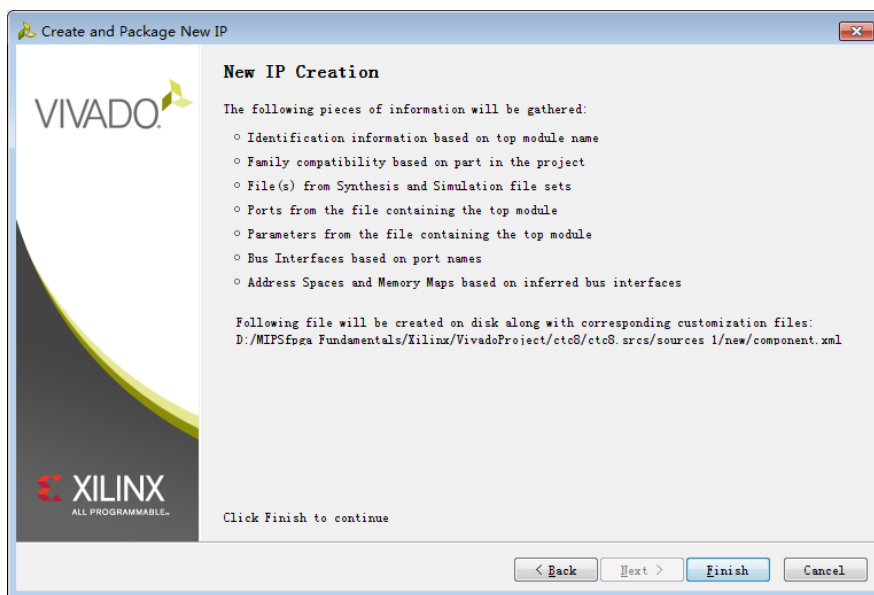 Create and Package New IP
New IP Creation
VIVADO.
The following pieces of information will be gathered:
Identification information based on top module name
Family compatibility based on part in the project
File(s) from Synthesis and Simulation file sets
Ports from the file containing the top module
Parameters from the file containing the top module
Bus Interfaces based on port names
Address Spaces and Memory Maps based on inferred bus interfaces
Following file will be created on disk along with corresponding customization files:
D:/MIPSfpga Fundamentals/Xilinx/VivadoProject/ctc8/ctc8.srcs/sources 1/new/component.xml
XILINX
ALL PROGRAMMABLE™
Click Finish to continue
< Back Next > Finish Cancel